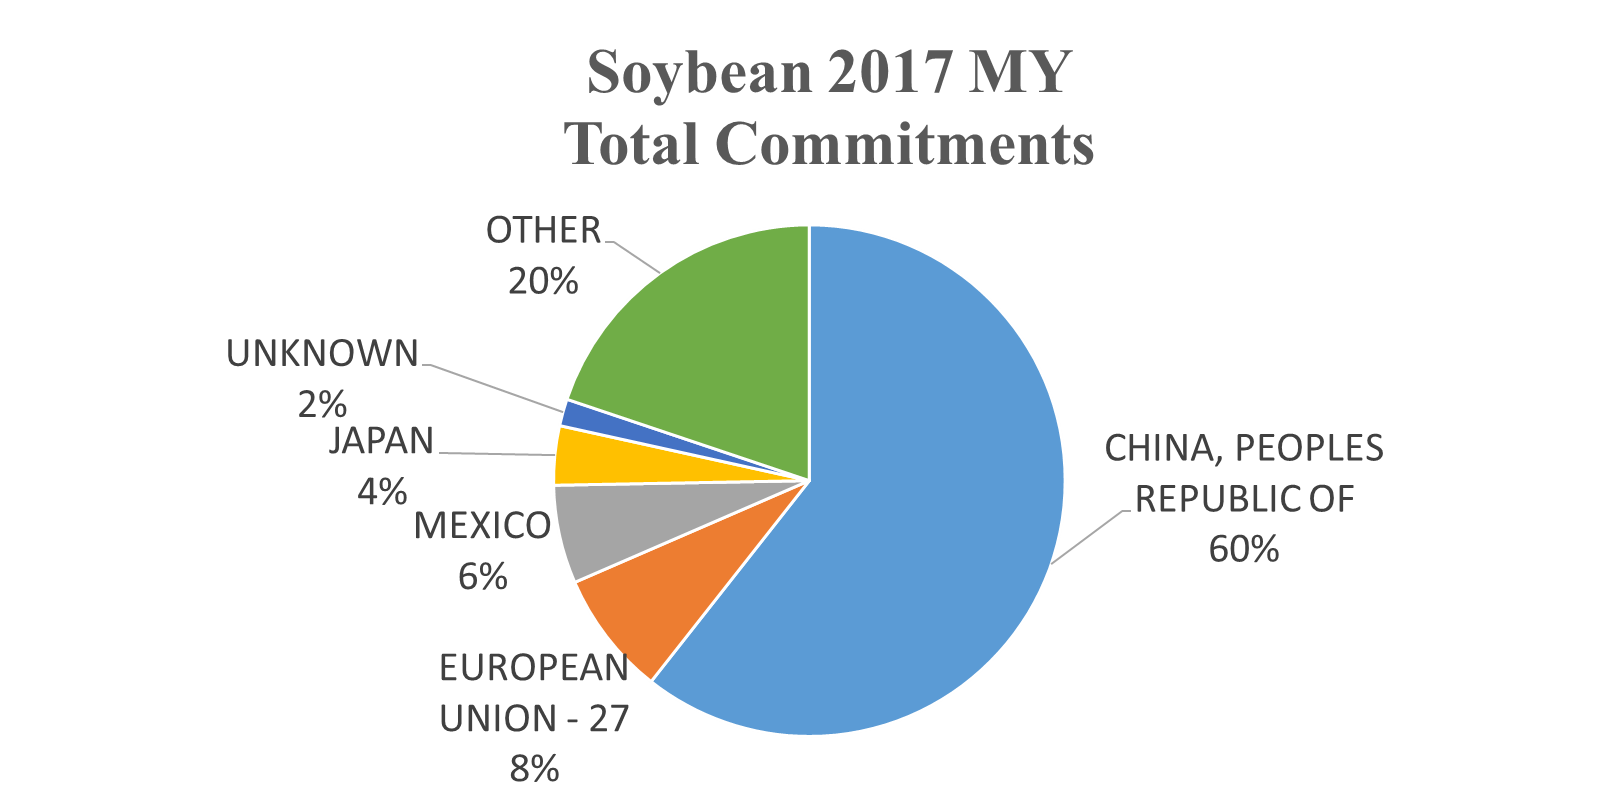 Soybean 2017 MY
Total Commitments
OTHER
20%
UNKNOWN
2%
JAPAN
4%
MEXICO
6%
EUROPEAN
UNION - 27
8%
CHINA, PEOPLES
REPUBLIC OF
60%